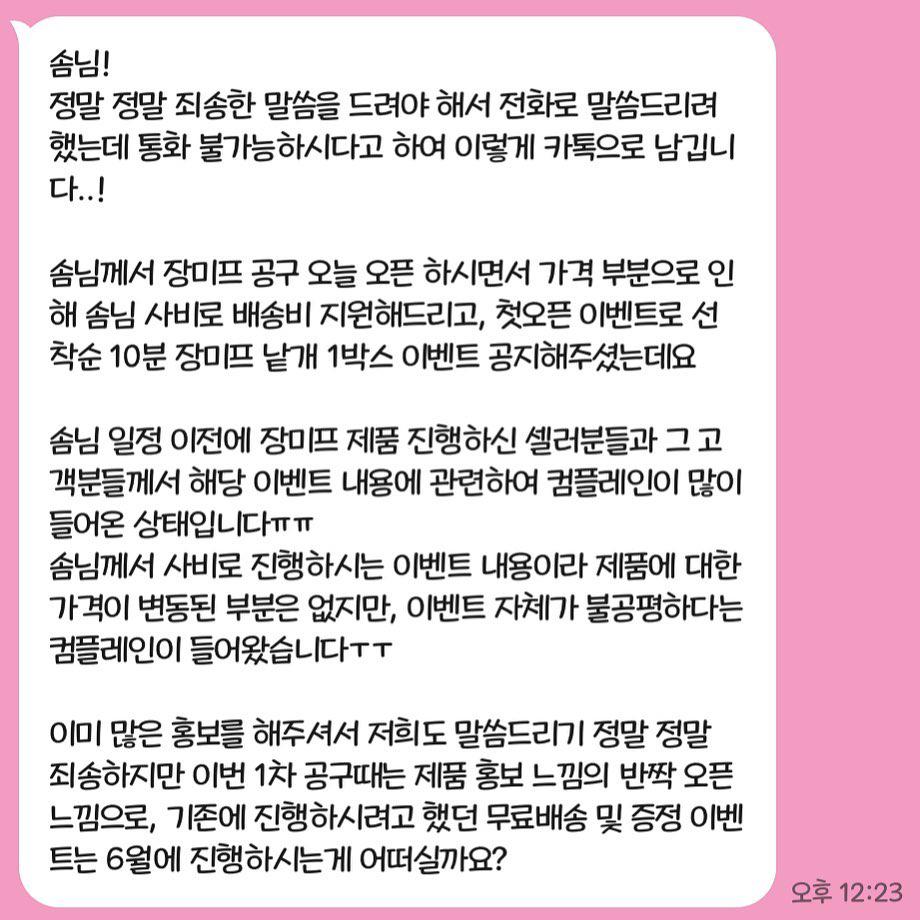 솜님!
정말 정말 죄송한 말씀을 드려야 해서 전화로 말씀드리려
했는데 통화 불가능하시다고 하여 이렇게 카톡으로 남깁니
다..!
솜님께서 장미프 공구 오늘 오픈 하시면서 가격 부분으로 인
해 솜님 사비로 배송비 지원해드리고, 첫오픈 이벤트로 선
착순 10분 장미프 낱개 1박스 이벤트 공지해주셨는데요
솜님 일정 이전에 장미프 제품 진행하신 셀러분들과 그 고
객분들께서 해당 이벤트 내용에 관련하여 컴플레인이 많이
들어온 상태입니다ㅠㅠ
솜님께서 사비로 진행하시는 이벤트 내용이라 제품에 대한
가격이 변동된 부분은 없지만, 이벤트 자체가 불공평하다는
컴플레인이 들어왔습니다ㅜㅜ
이미 많은 홍보를 해주셔서 저희도 말씀드리기 정말 정말
죄송하지만 이번 1차 공구때는 제품 홍보 느낌의 반짝 오픈
느낌으로, 기존에 진행하시려고 했던 무료배송 및 증정 이벤
트는 6월에 진행하시는게 어떠실까요?
오후 12:23